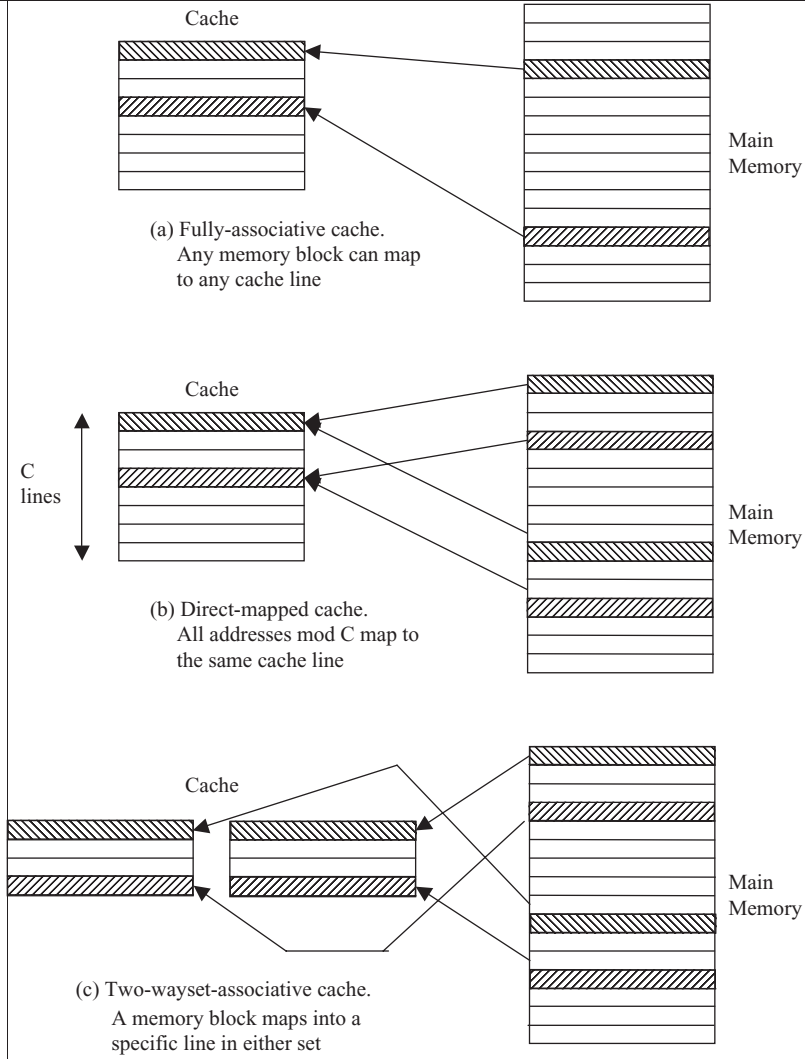 Cache
Main
Memory
(a) Fully-associative cache.
Any memory block can map
to any cache line
Cache
C
lines
Main
Memory
(b) Direct-mapped cache.
All addresses mod C map to
the same cache line
Cache
Main
Memory
(c) Two-wayset-associative cache.
A memory block maps into a
specific line in either set